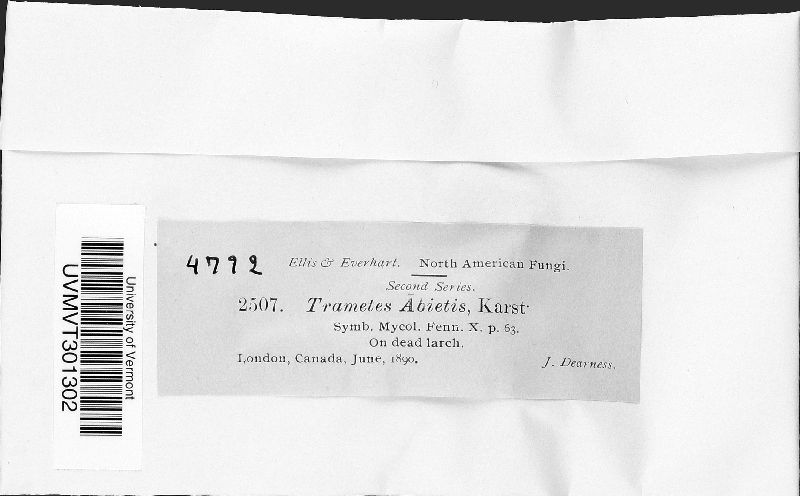 4792 Ellis & Everhart. North American Fungi.
Second Series.
2507. Trametes Abietis, Karst.
Symb. Mycol. Fenn. X. p. 63.
On dead larch.
London, Canada, June, 1890. J. Dearness.
University of Vermont
UVMVT301302